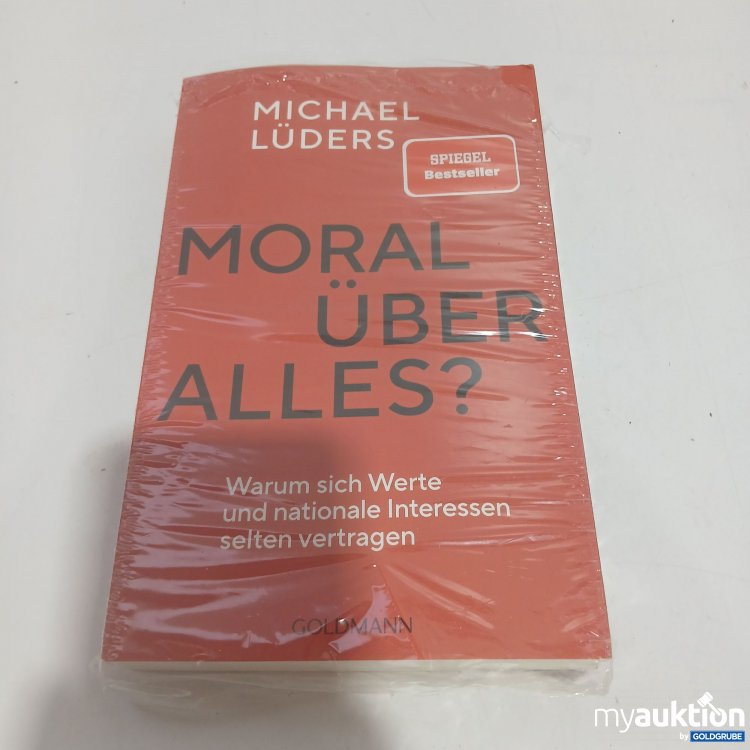 MICHAEL
LÜDERS
SPIEGEL
Bestseller
MORAL
ÜBER
ALLES?
Warum sich Werte
und nationale Interessen
selten vertragen
GOLDMANN
myauktion
by GOLDGRUBE